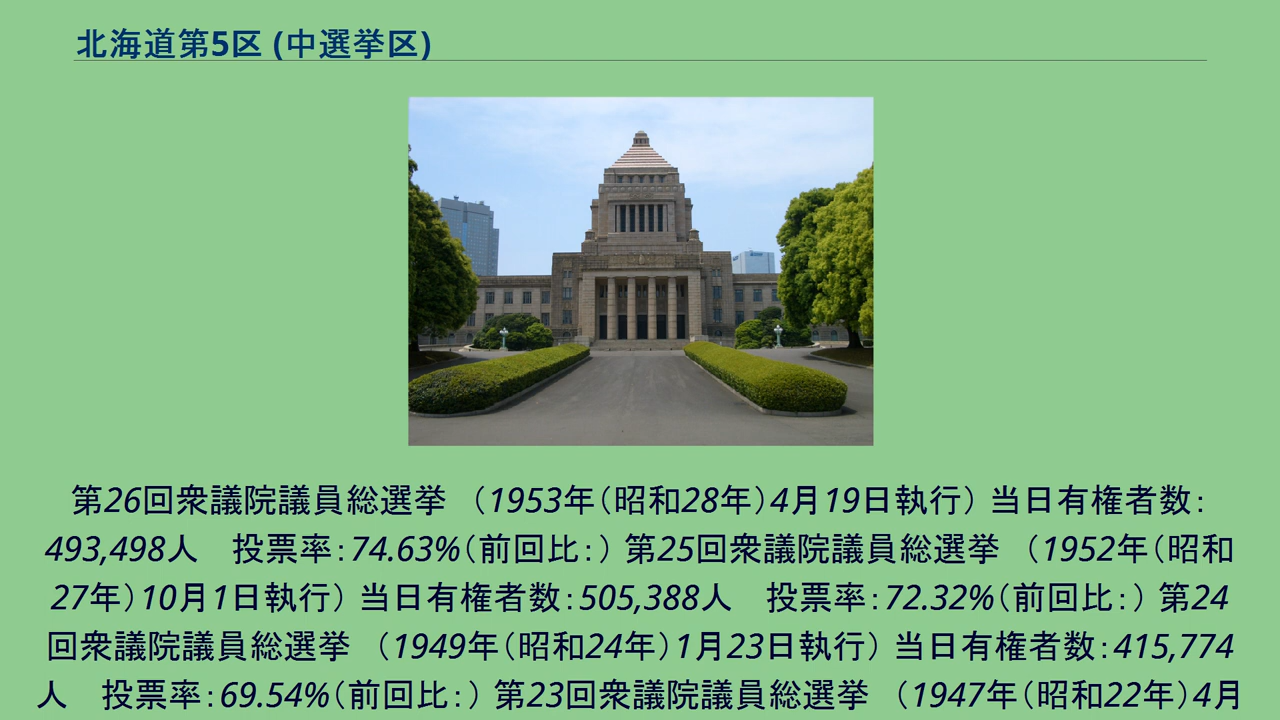 北海道第5区 (中選挙区)
第26回衆議院議員総選挙　（1953年（昭和28年）4月19日執行） 当日有権者数：
493,498人　投票率：74.63%（前回比：） 第25回衆議院議員総選挙　（1952年（昭和
27年）10月1日執行） 当日有権者数：505,388人　投票率：72.32%（前回比：） 第24
回衆議院議員総選挙　（1949年（昭和24年）1月23日執行） 当日有権者数：415,774
人　投票率：69.54%（前回比：） 第23回衆議院議員総選挙　（1947年（昭和22年）4月